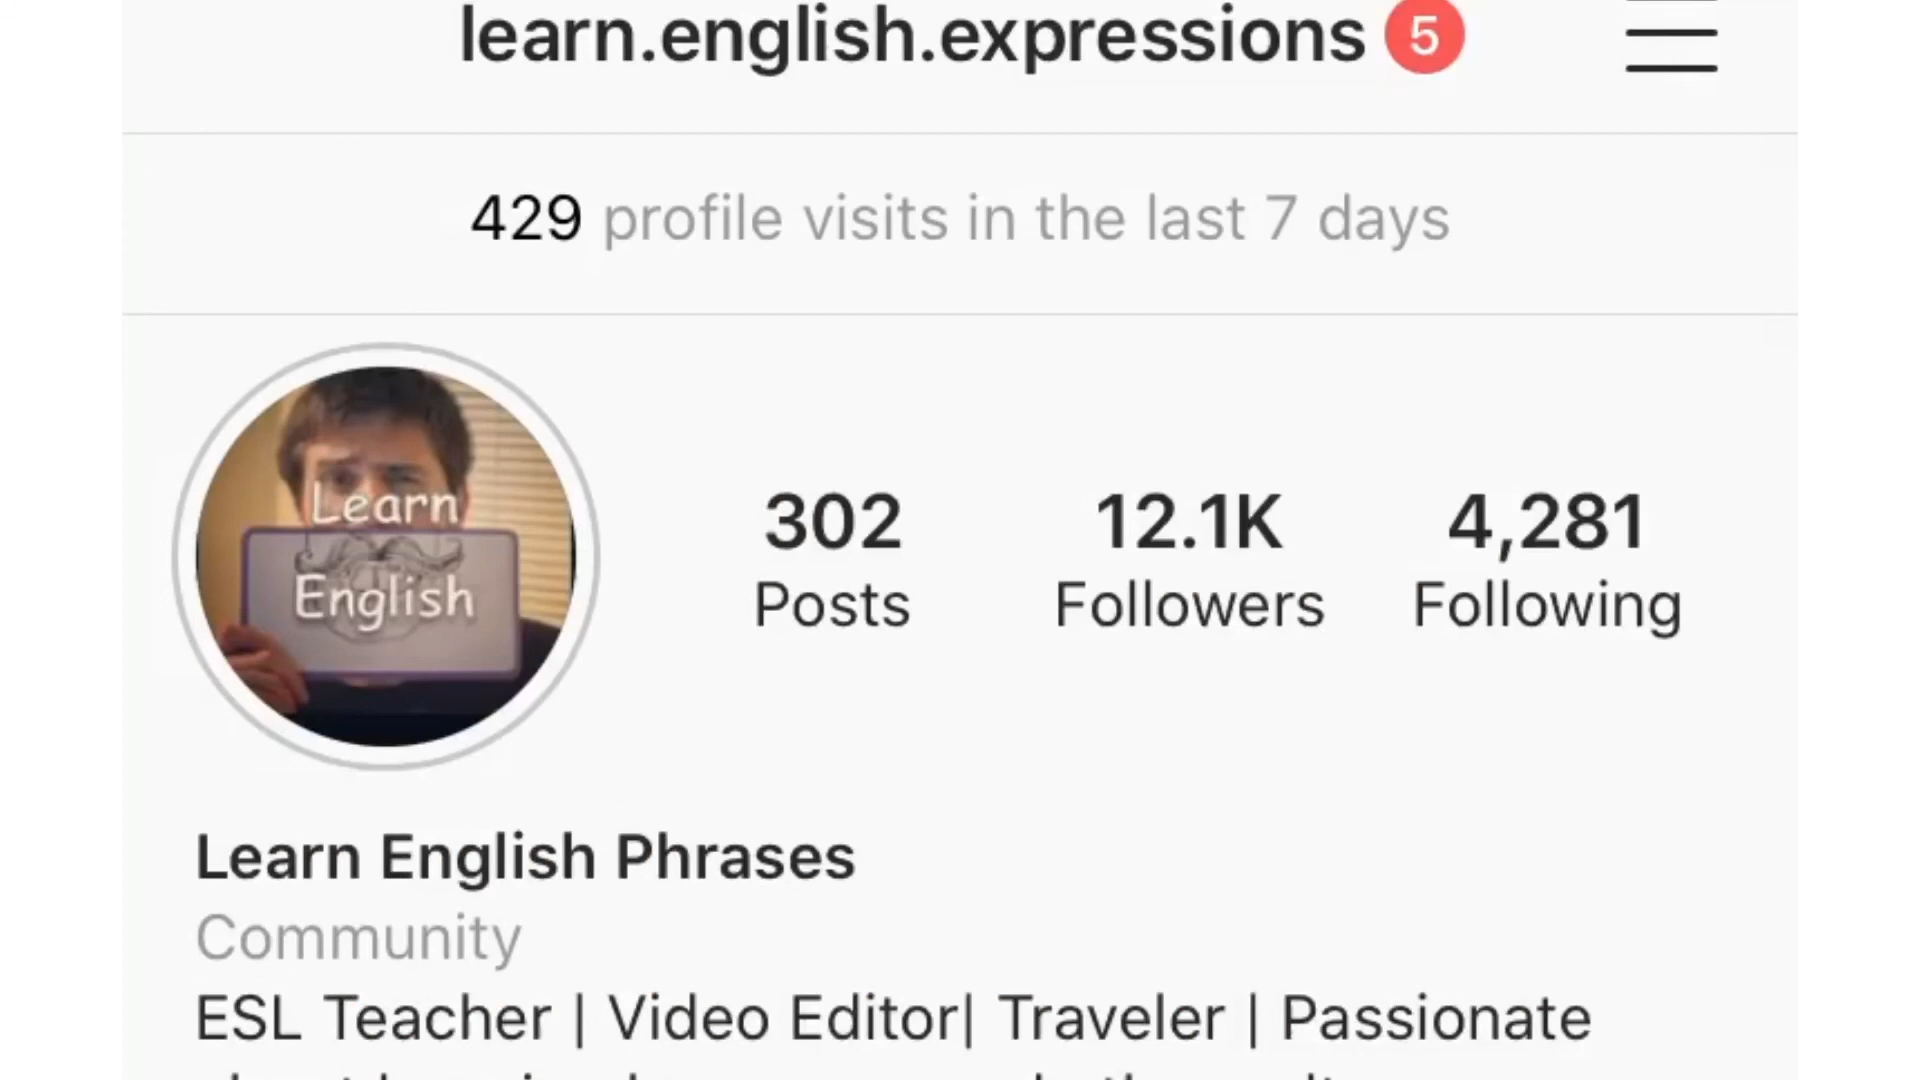 learn.english.expressions 5
429 profile visits in the last 7 days
Learn
English
302 12.1K 4,281
Posts Followers Following
Learn English Phrases
Community
ESL Teacher | Video Editor| Traveler | Passionate